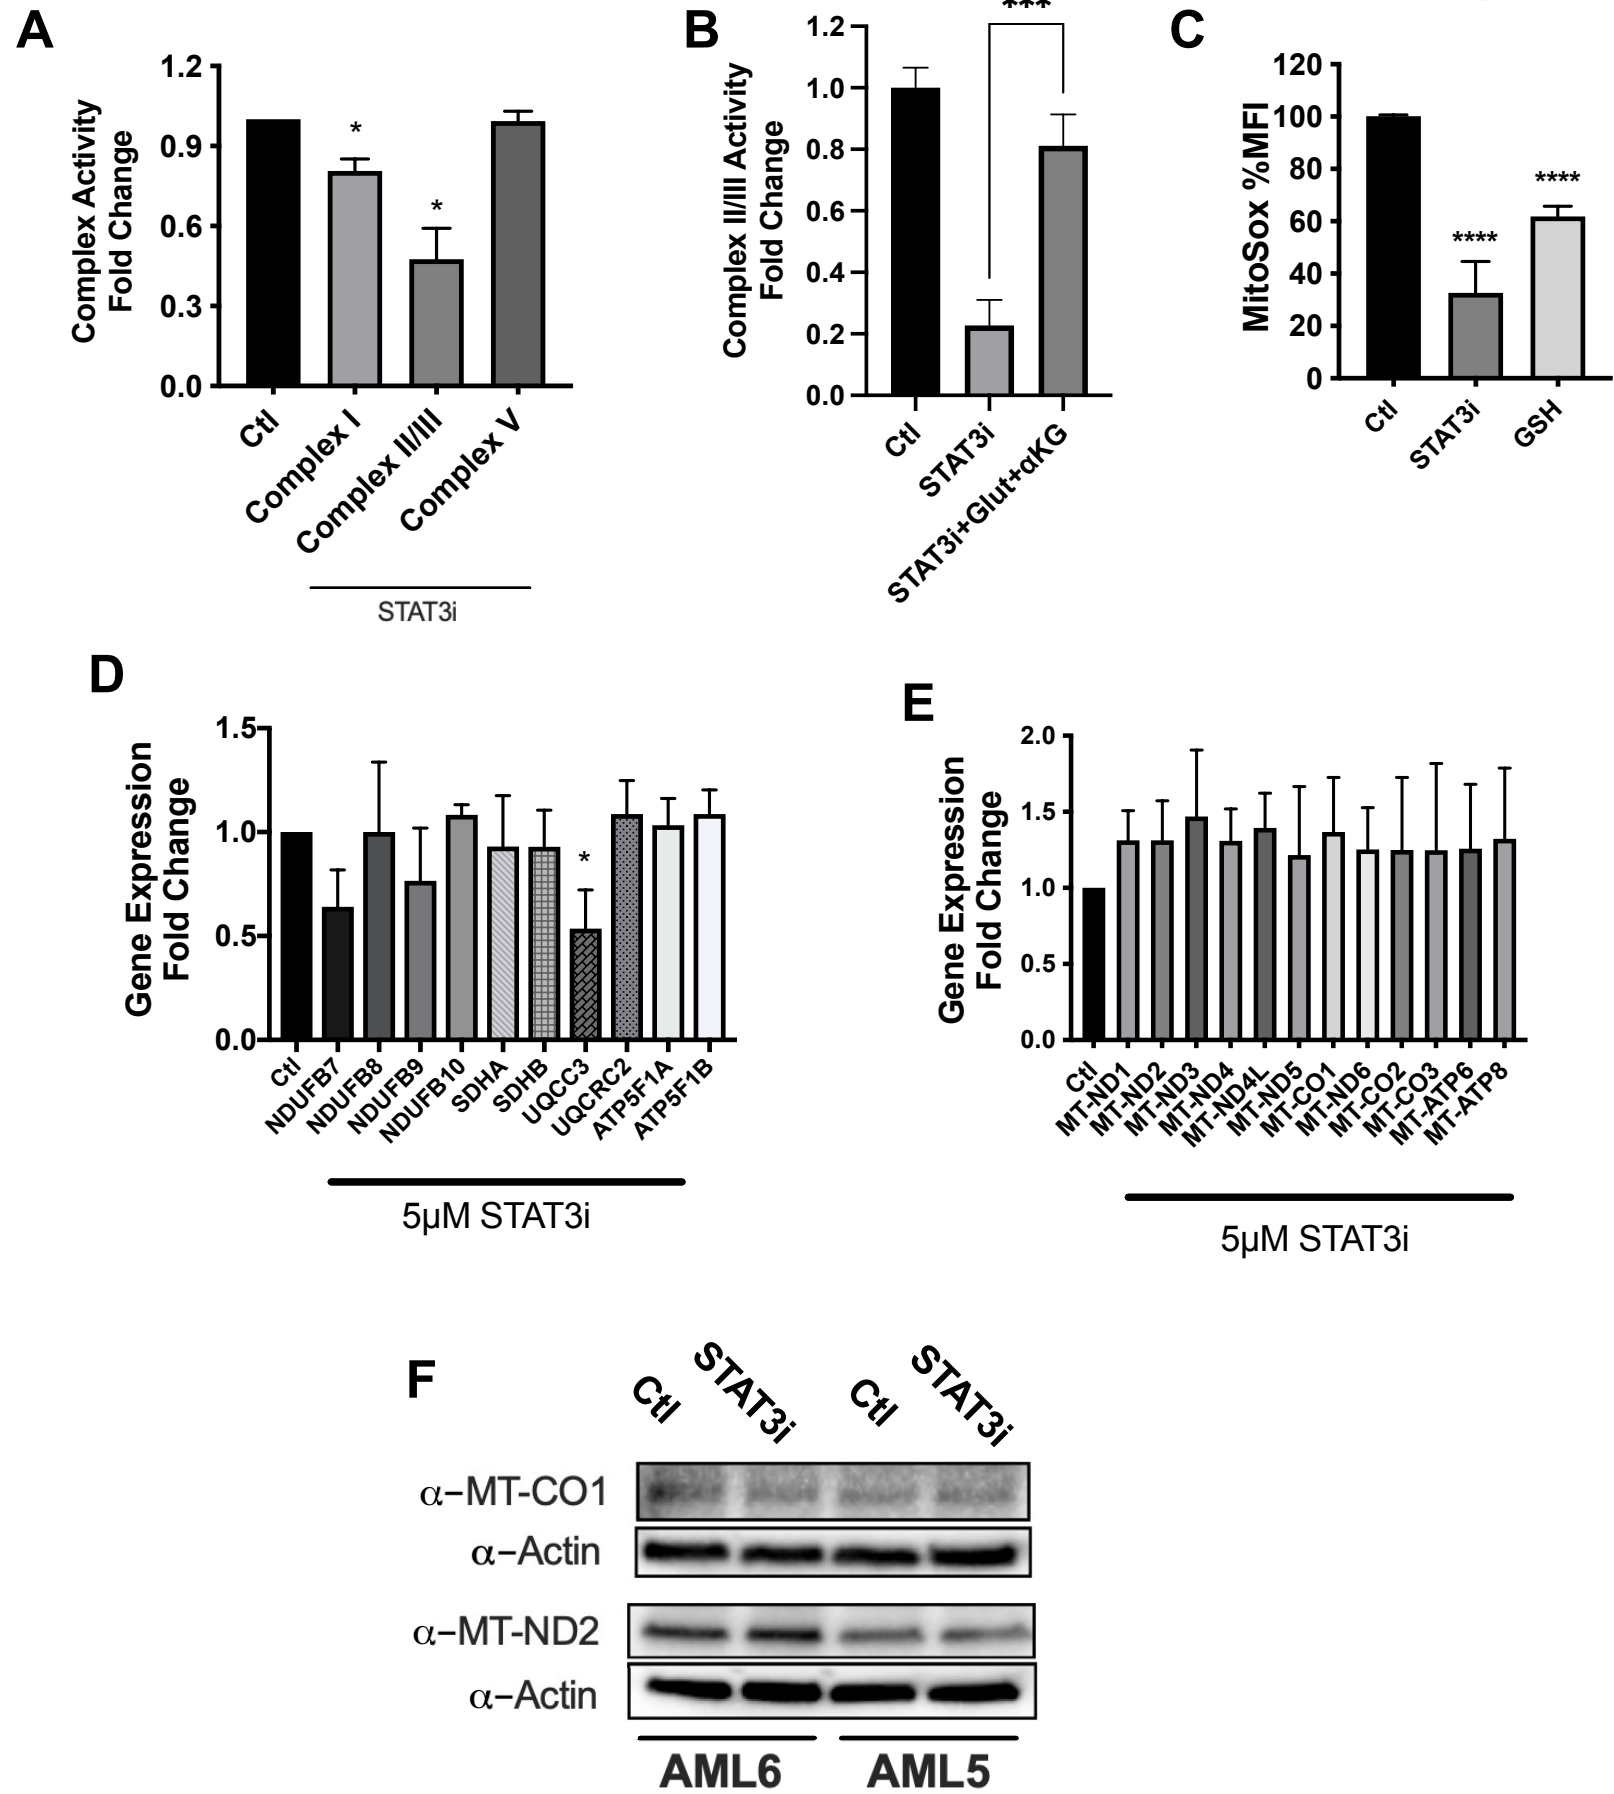 A
Complex Activity
Fold Change
1.2
0.9
0.6
0.3
0.0
*
*
Ctl
Complex I
Complex II/III
Complex V
STAT3i
B
Complex II/III Activity
Fold Change
1.2
1.0
0.8
0.6
0.4
0.2
0.0
***
Ctl
STAT3i
STAT3i+Glut+αKG
C
MitoSox %MFI
120
100
80
60
40
20
0
****
****
Ctl
STAT3i
GSH
D
Gene Expression
Fold Change
1.5
1.0
0.5
0.0
*
Ctl
NDUFB7
NDUFB8
NDUFB9
NDUFB10
SDHA
SDHB
UQCC3
UQCRC2
ATP5F1A
ATP5F1B
5µM STAT3i
E
Gene Expression
Fold Change
2.0
1.5
1.0
0.5
0.0
Ctl
MT-ND1
MT-ND2
MT-ND3
MT-ND4
MT-ND4L
MT-ND5
MT-CO1
MT-ND6
MT-CO2
MT-CO3
MT-ATP6
MT-ATP8
5µM STAT3i
F
Ctl STAT3i Ctl STAT3i
α–MT-CO1
α–Actin
α–MT-ND2
α–Actin
AML6 AML5